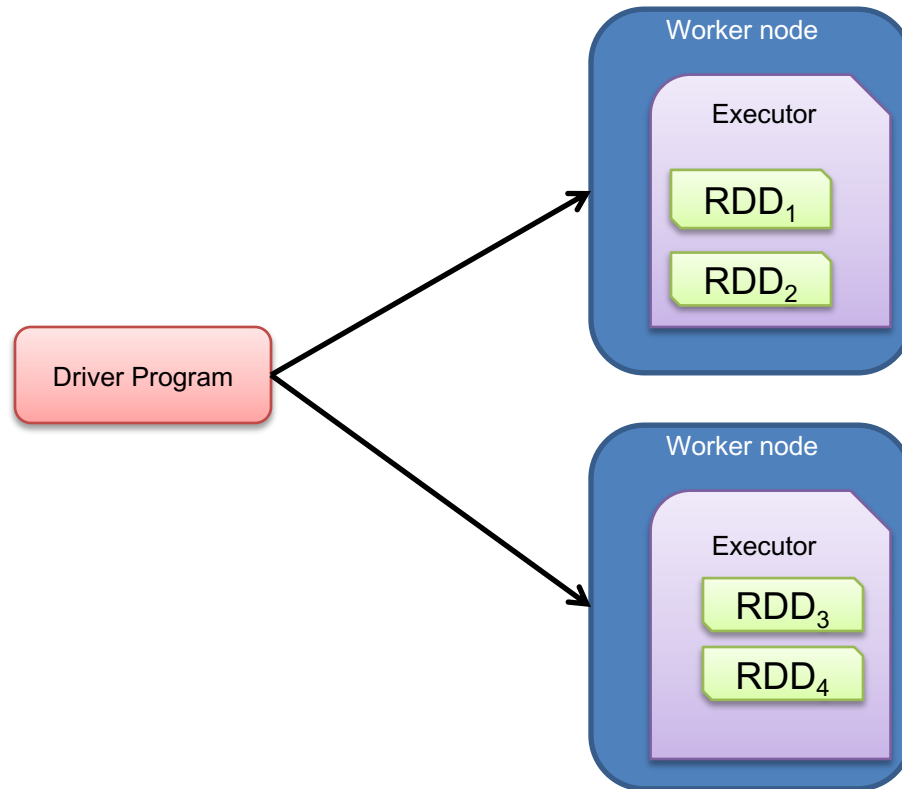 Worker node
Executor
RDD₁
RDD₂
Driver Program
Worker node
Executor
RDD₃
RDD₄